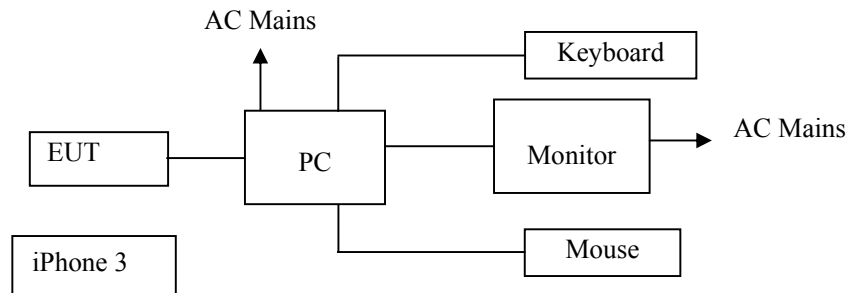 AC Mains
Keyboard
EUT
PC
Monitor
AC Mains
iPhone 3
Mouse